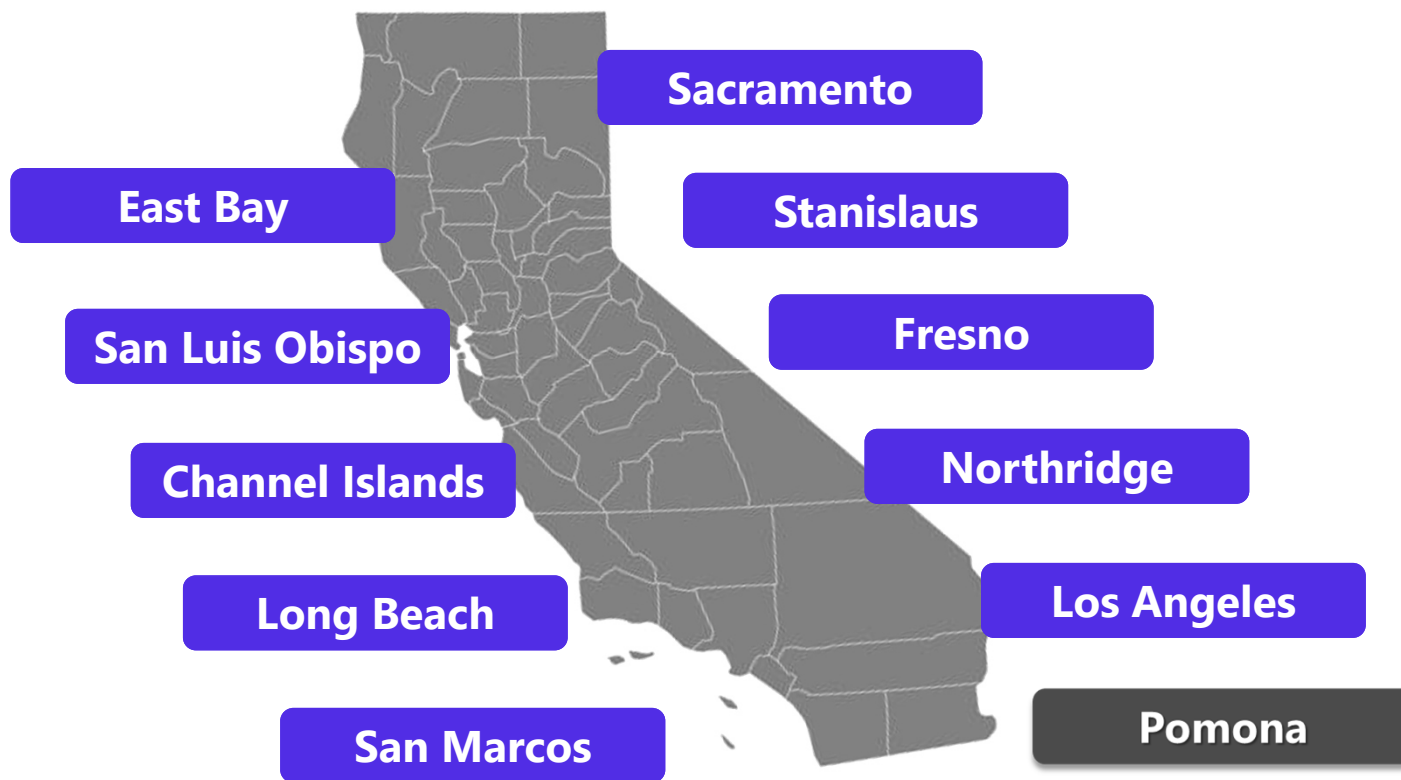 Sacramento
East Bay
Stanislaus
San Luis Obispo
Fresno
Channel Islands
Northridge
Long Beach
Los Angeles
San Marcos
Pomona